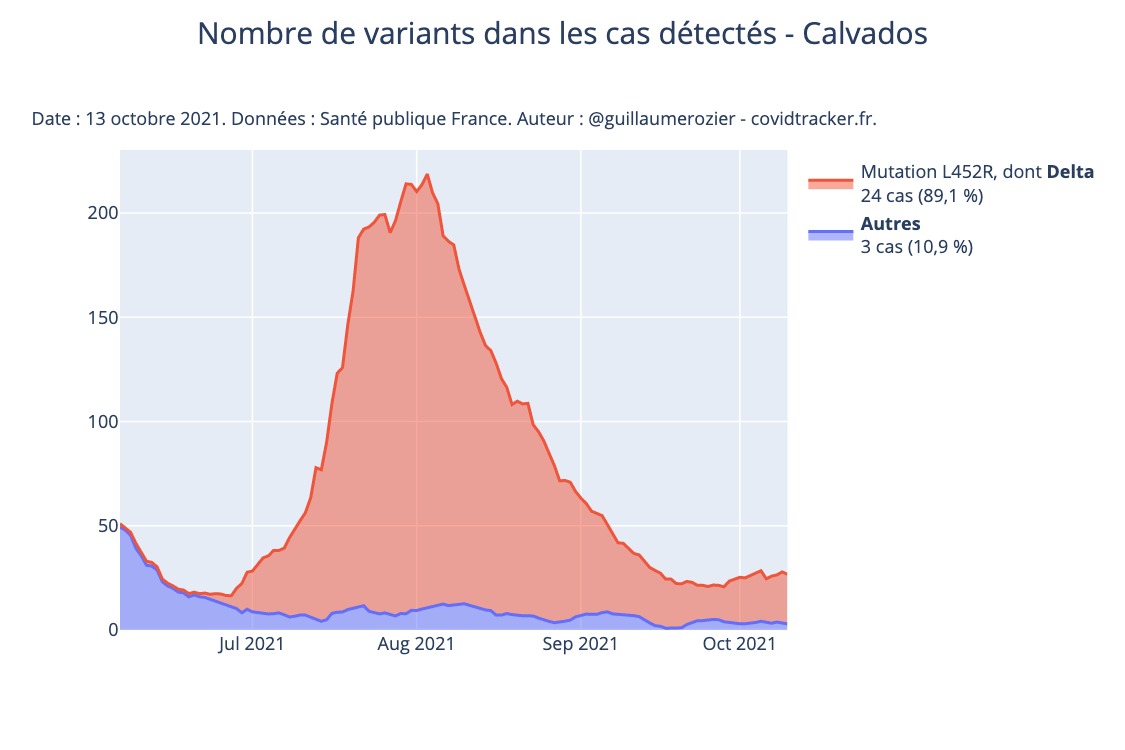 Nombre de variants dans les cas détectés - Calvados
Date : 13 octobre 2021. Données : Santé publique France. Auteur : @guillaumerozier - covidtracker.fr.
Mutation L452R, dont Delta
24 cas (89,1 %)
Autres
3 cas (10,9 %)
200
150
100
50
0
Jul 2021
Aug 2021
Sep 2021
Oct 2021